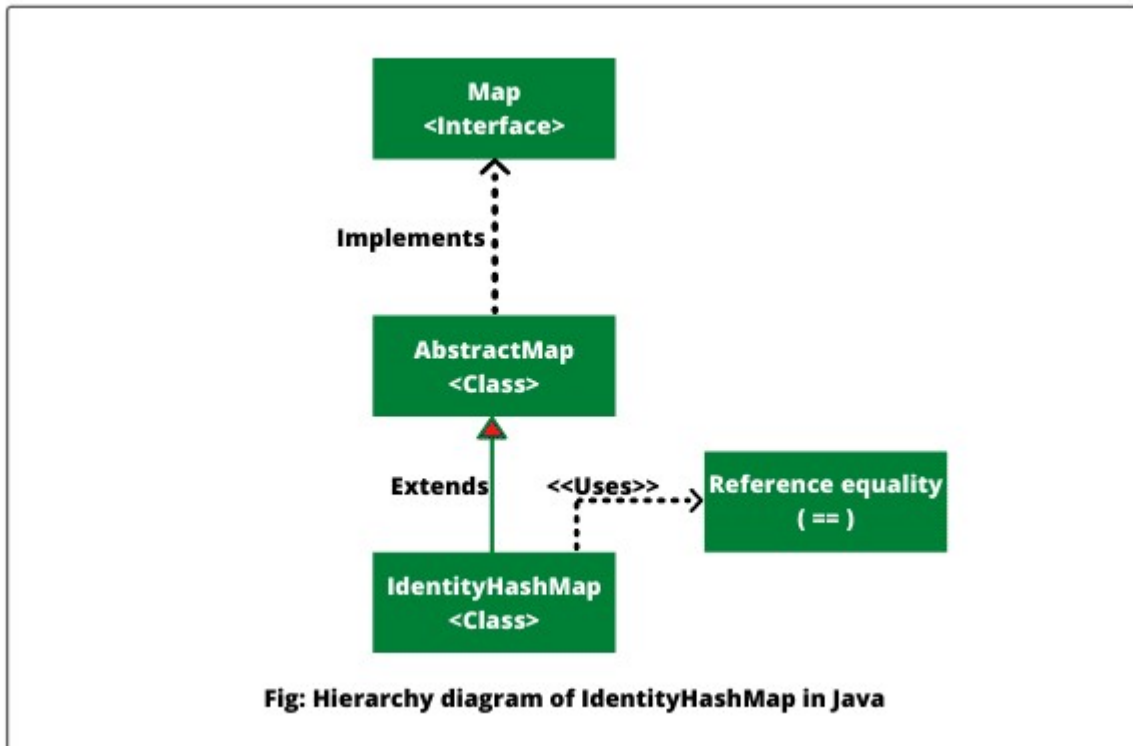 Map
<Interface>
Implements
AbstractMap
<Class>
Extends
<<Uses>>
Reference equality
( == )
IdentityHashMap
<Class>
Fig: Hierarchy diagram of IdentityHashMap in Java